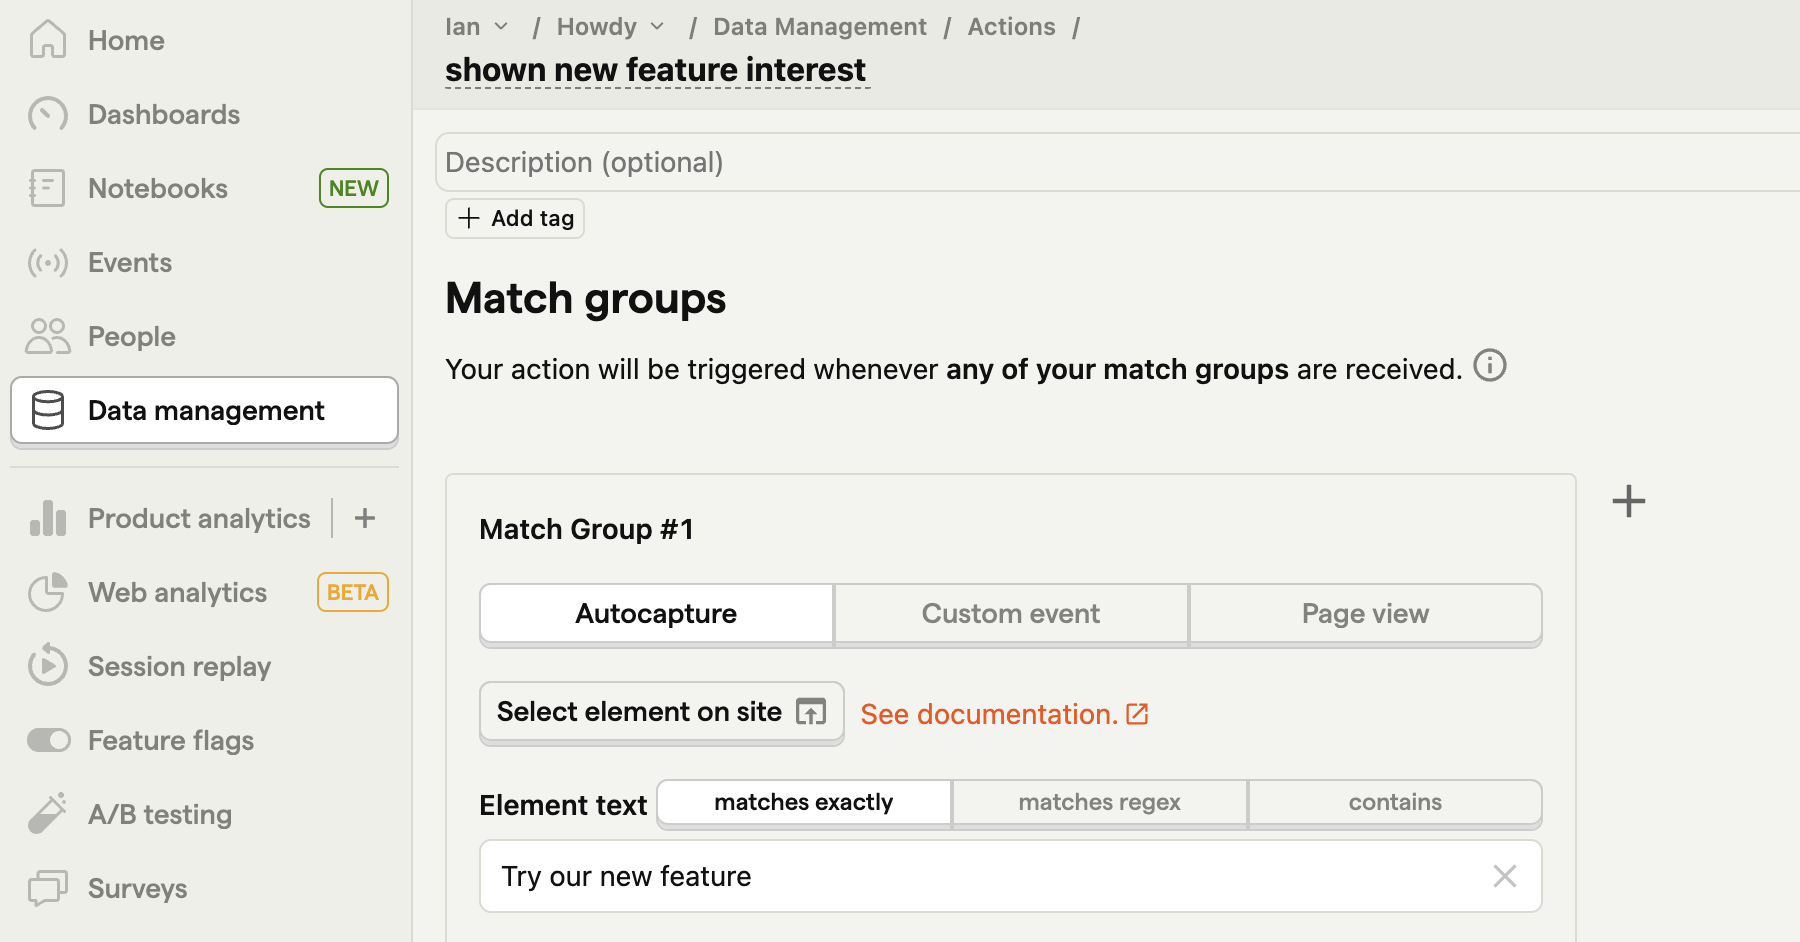 Home
Dashboards
Notebooks NEW
Events
People
Data management
Product analytics
Web analytics BETA
Session replay
Feature flags
A/B testing
Surveys
Ian / Howdy / Data Management / Actions /
shown new feature interest
Description (optional)
+ Add tag
Match groups
Your action will be triggered whenever any of your match groups are received.
Match Group #1
Autocapture Custom event Page view
Select element on site See documentation.
Element text matches exactly matches regex contains
Try our new feature